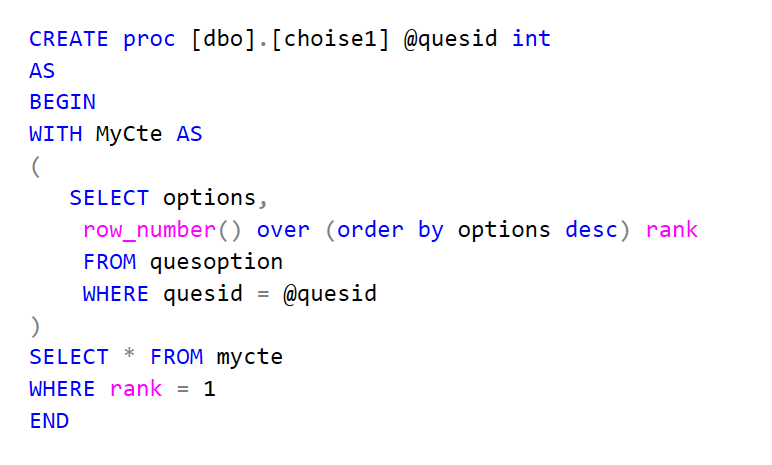 CREATE proc [dbo].[choise1] @quesid int
AS
BEGIN
WITH MyCte AS
(
SELECT options,
row_number() over (order by options desc) rank
FROM quesoption
WHERE quesid = @quesid
)
SELECT * FROM mycte
WHERE rank = 1
END